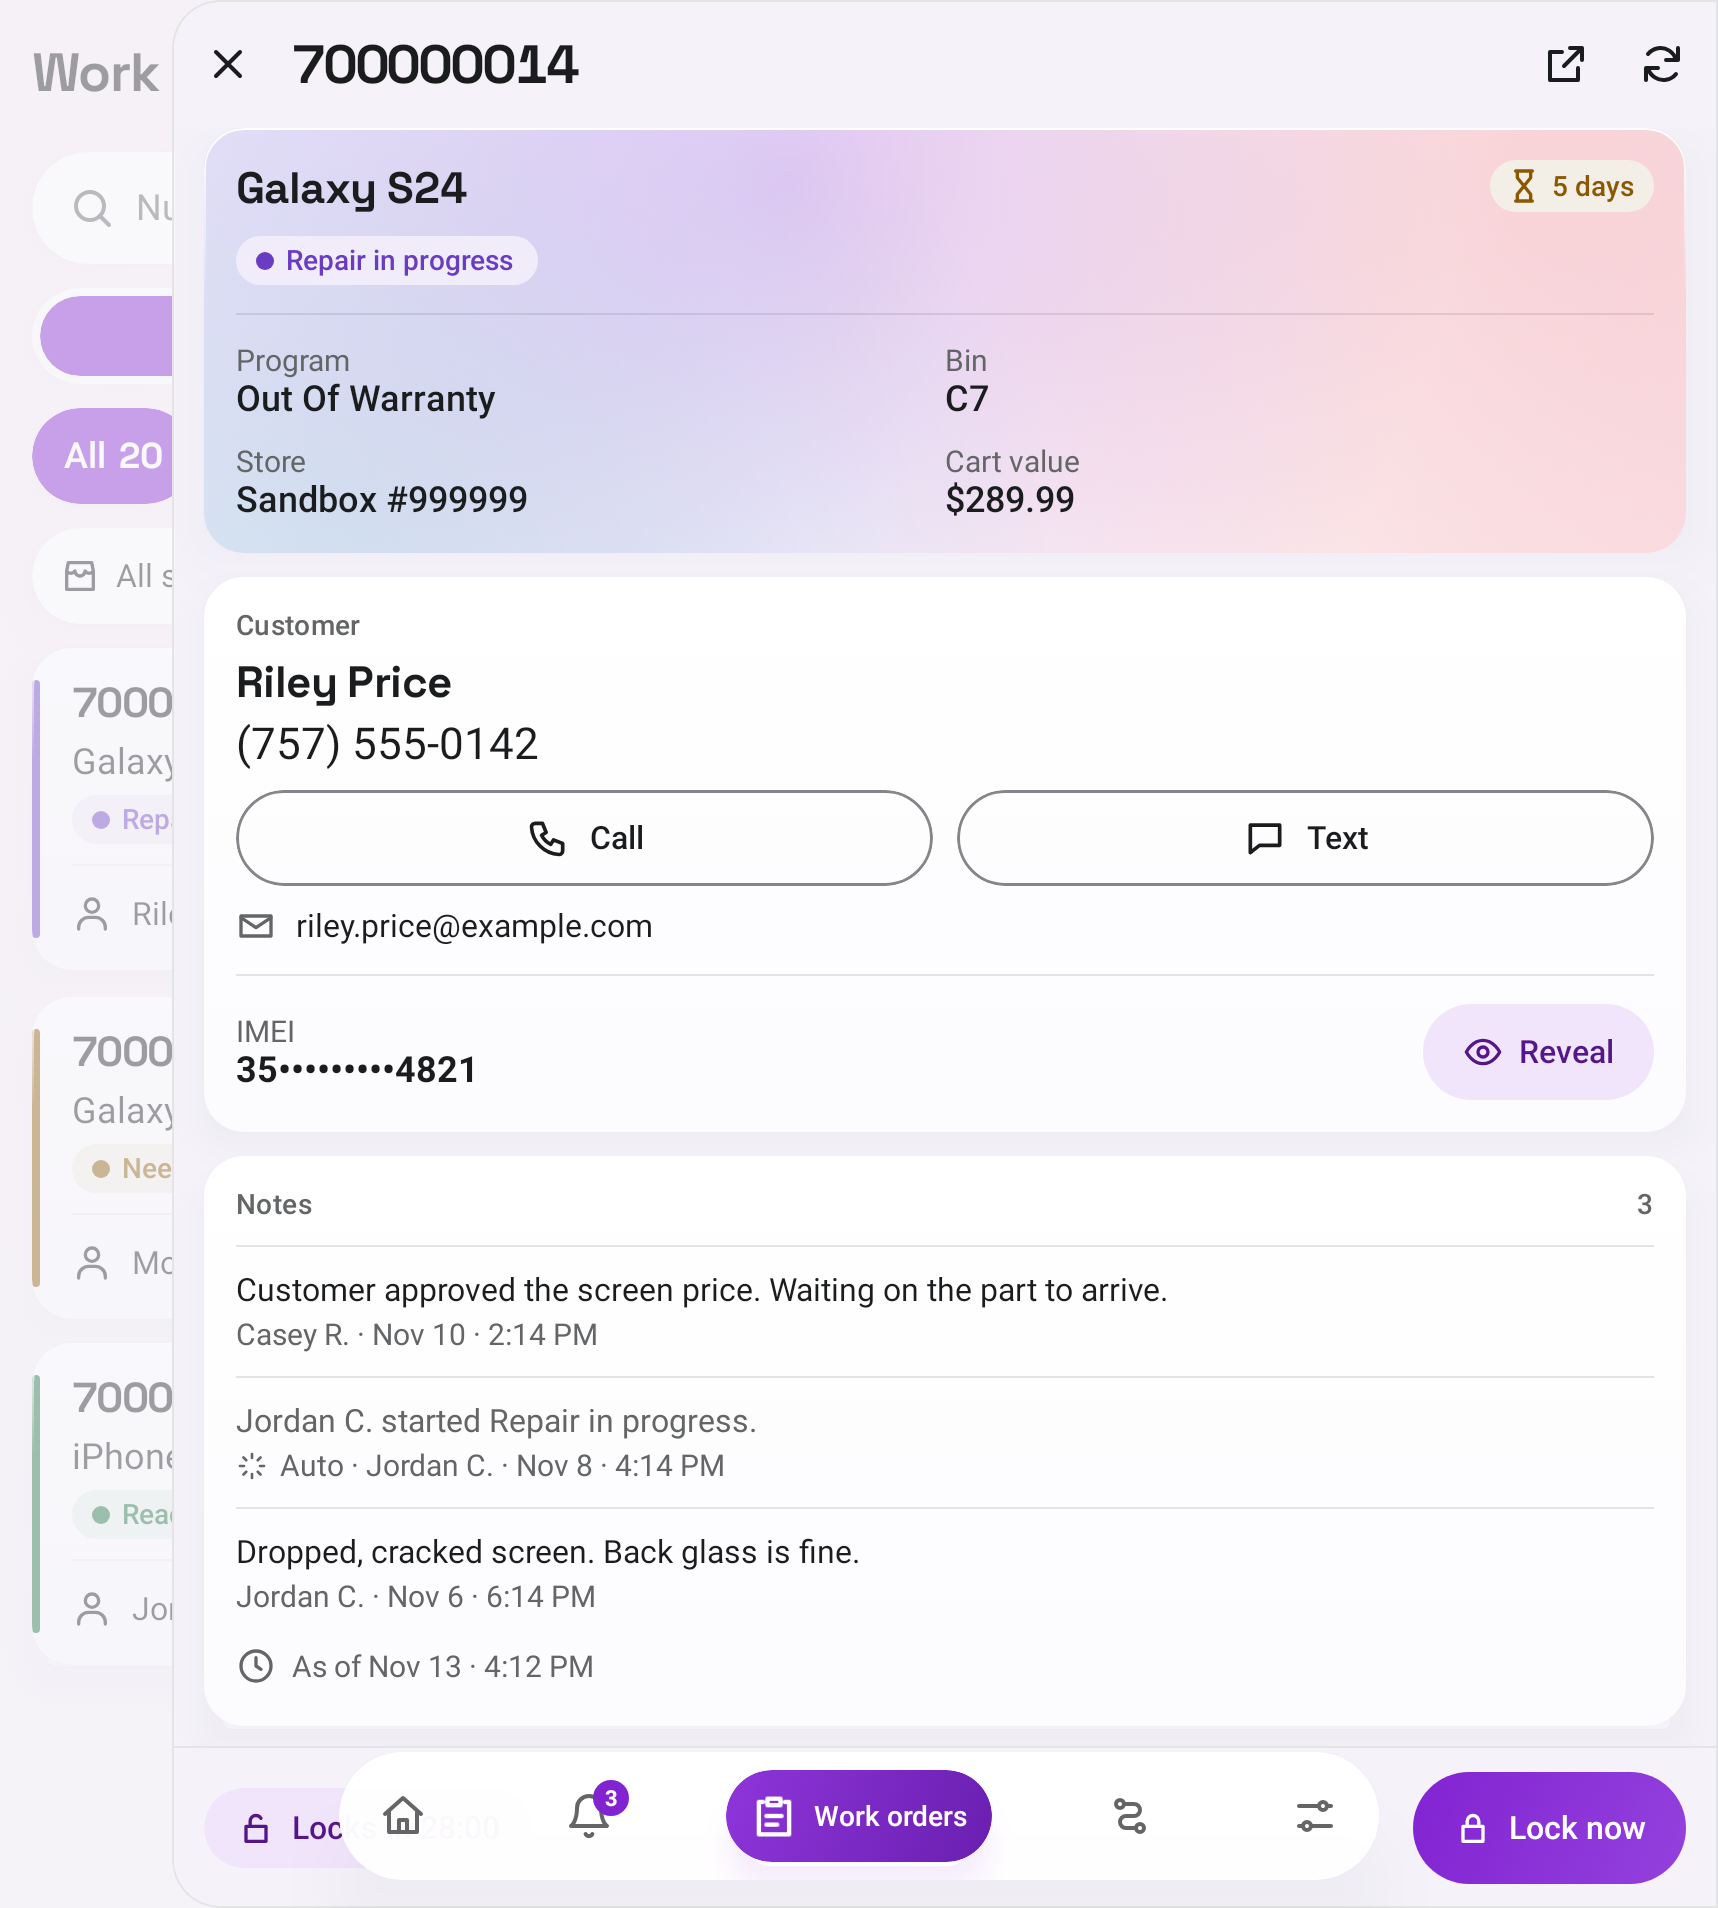 Work
700000014
All 20
Galaxy S24
5 days
Repair in progress
Program
Out Of Warranty
Bin
C7
Store
Sandbox #999999
Cart value
$289.99
Customer
Riley Price
(757) 555-0142
Call
Text
riley.price@example.com
IMEI
35•••••••••4821
Reveal
Notes
3
Customer approved the screen price. Waiting on the part to arrive.
Casey R. · Nov 10 · 2:14 PM
Jordan C. started Repair in progress.
Auto · Jordan C. · Nov 8 · 4:14 PM
Dropped, cracked screen. Back glass is fine.
Jordan C. · Nov 6 · 6:14 PM
As of Nov 13 · 4:12 PM
3
Work orders
Lock now
All
Galaxy
Galaxy
iPhone